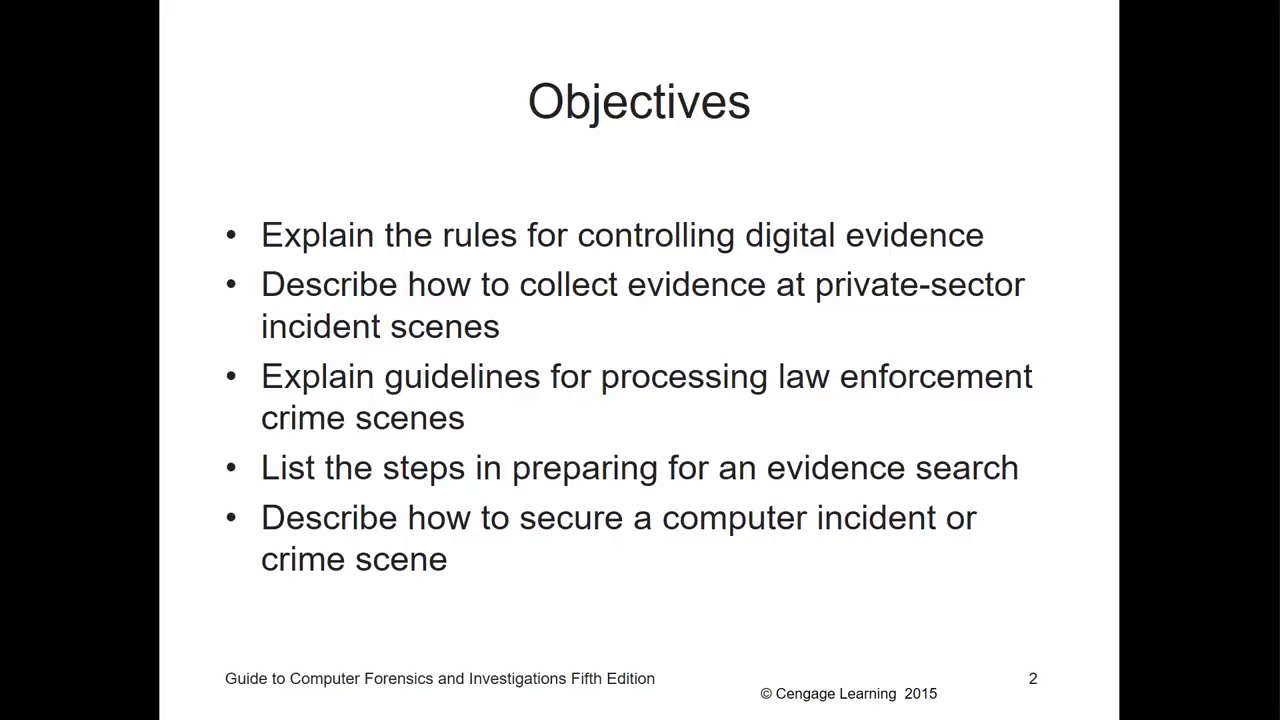 Objectives
• Explain the rules for controlling digital evidence
• Describe how to collect evidence at private-sector
incident scenes
• Explain guidelines for processing law enforcement
crime scenes
• List the steps in preparing for an evidence search
• Describe how to secure a computer incident or
crime scene
Guide to Computer Forensics and Investigations Fifth Edition
2
© Cengage Learning 2015